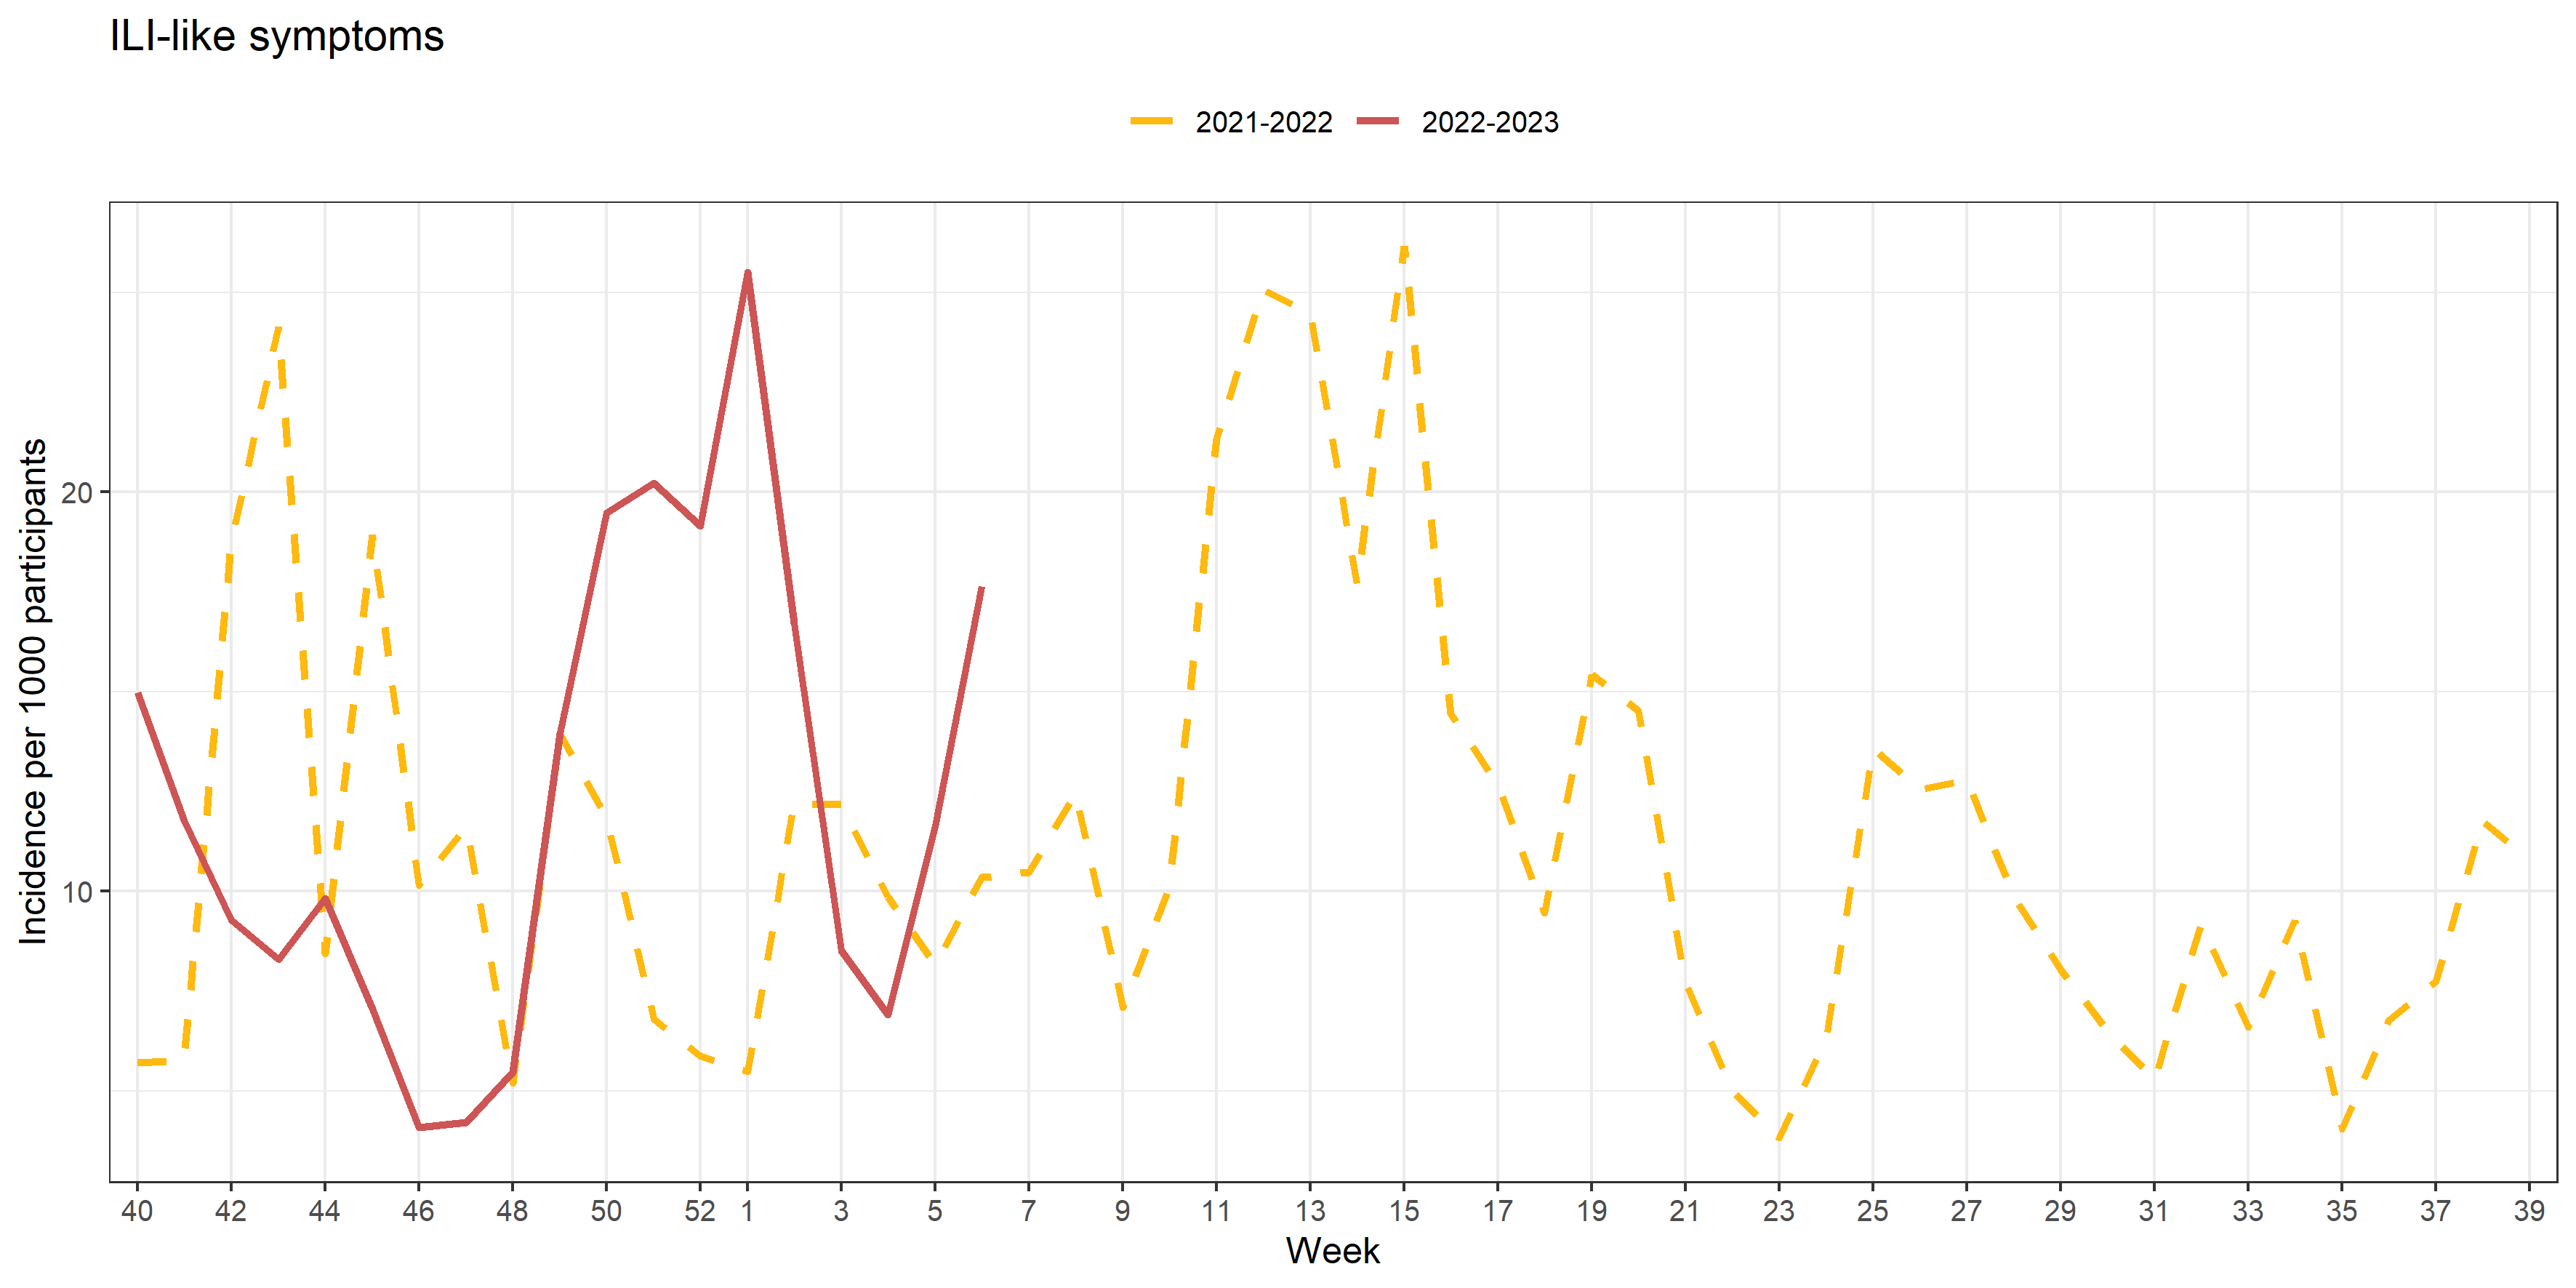 ILI-like symptoms
2021-2022 2022-2023
Incidence per 1000 participants
20
10
40 42 44 46 48 50 52 1 3 5 7 9 11 13 15 17 19 21 23 25 27 29 31 33 35 37 39
Week